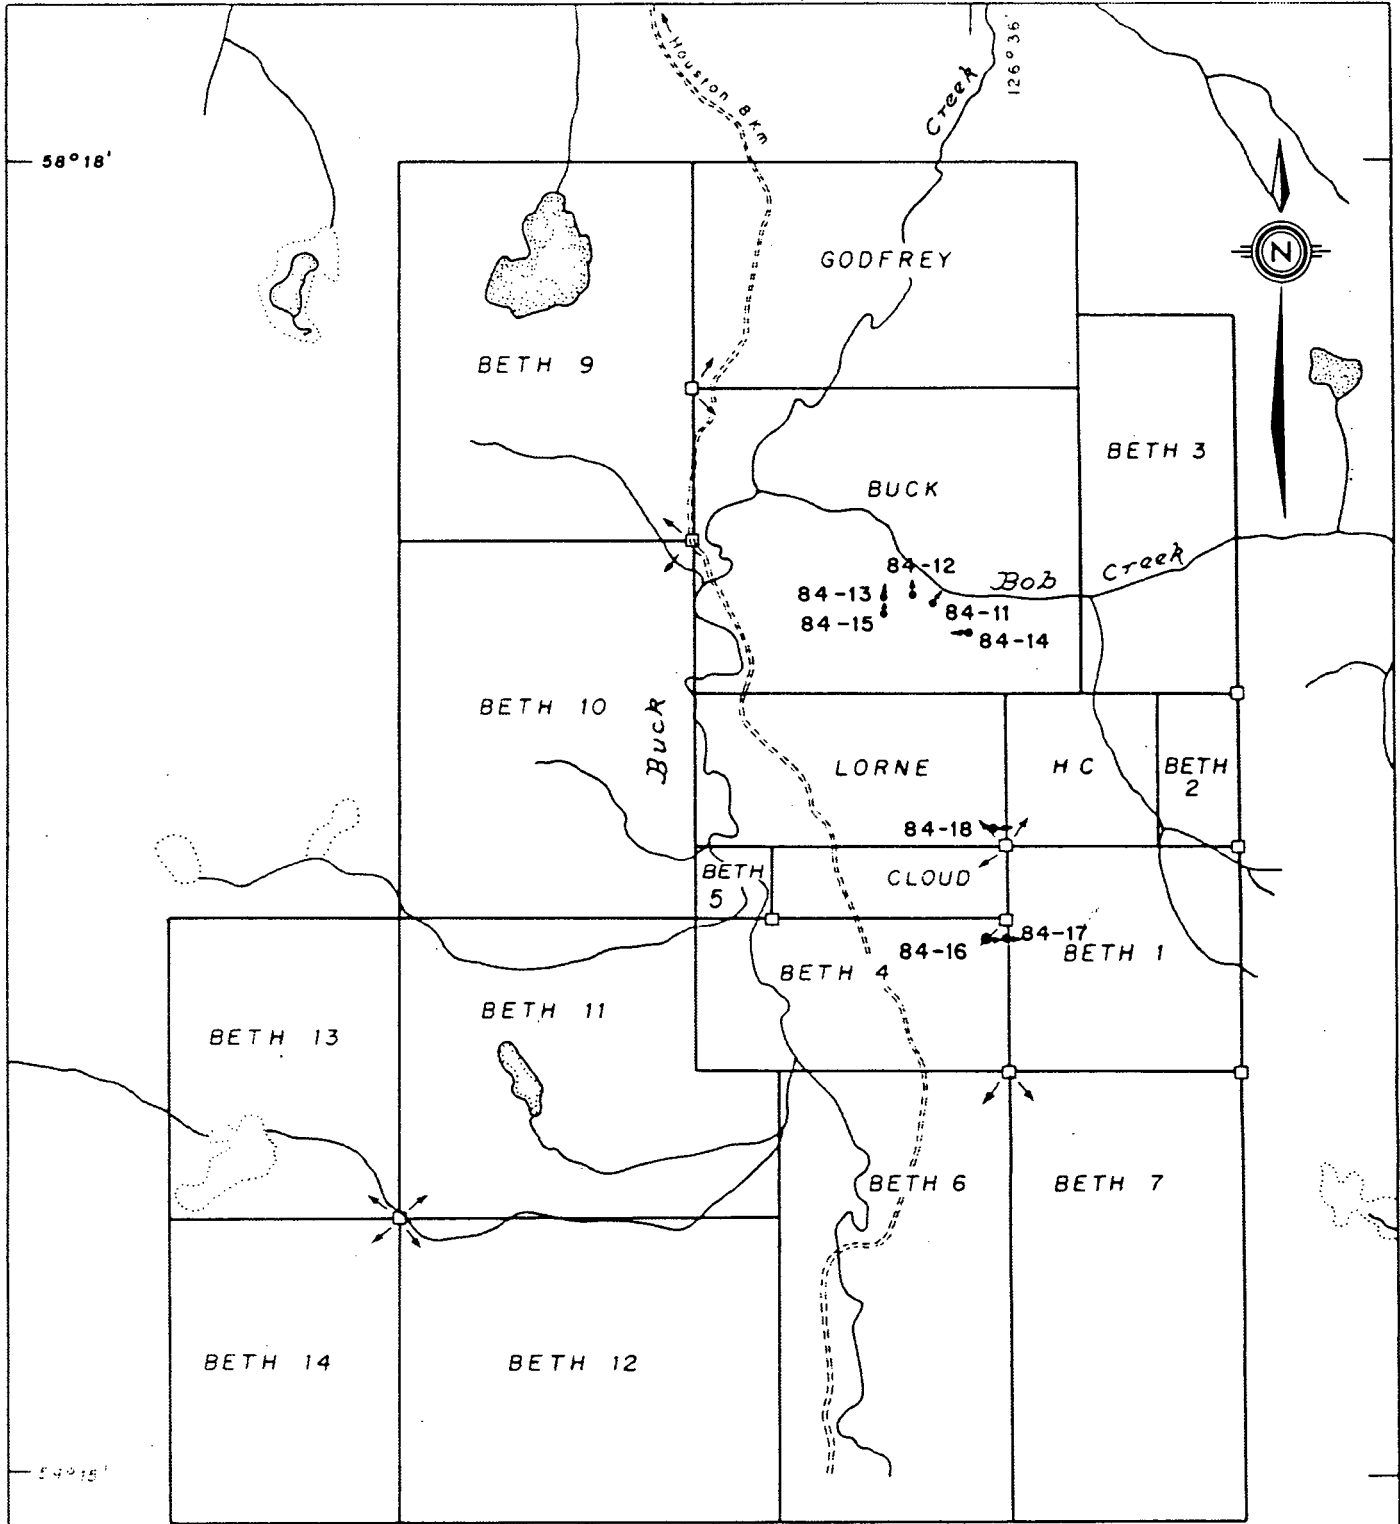 Houston 8 Km
Creek
126° 36'
58° 18'
N
GODFREY
BETH 9
BETH 3
BUCK
84-12
Bob Creek
84-13
84-11
84-15
84-14
BETH 10
Buck
LORNE
H C
BETH
2
84-18
BETH
5
CLOUD
84-17
84-16
BETH 1
BETH 4
BETH 11
BETH 13
BETH 6
BETH 7
BETH 14
BETH 12
54° 15'